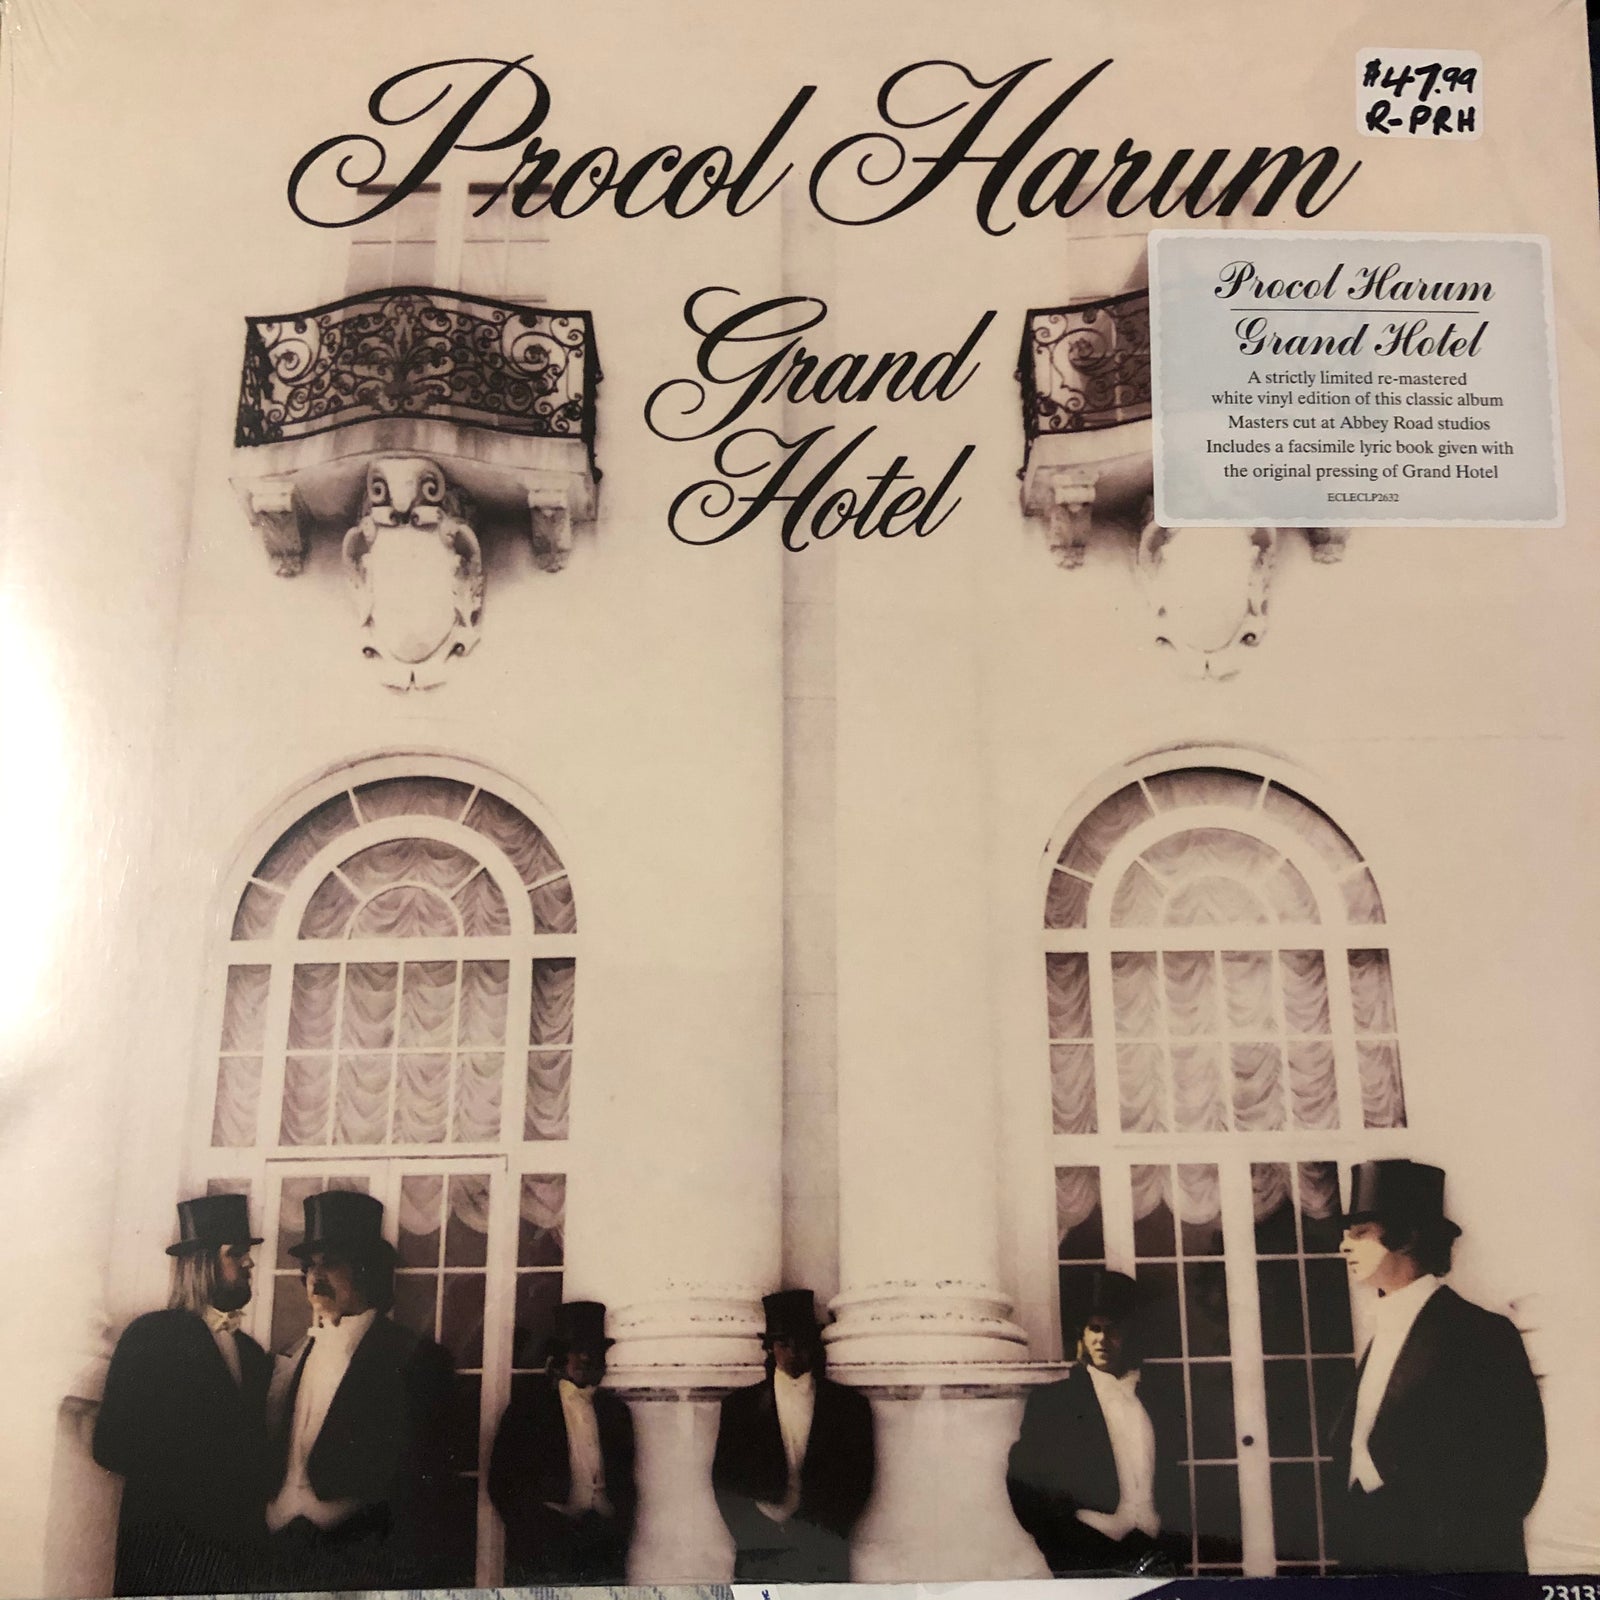 Procol Harum
$47.99
R-PRH
Grand
Hotel
Procol Harum
Grand Hotel
A strictly limited re-mastered
white vinyl edition of this classic album
Masters cut at Abbey Road studios
Includes a facsimile lyric book given with
the original pressing of Grand Hotel
ECLECLP2632